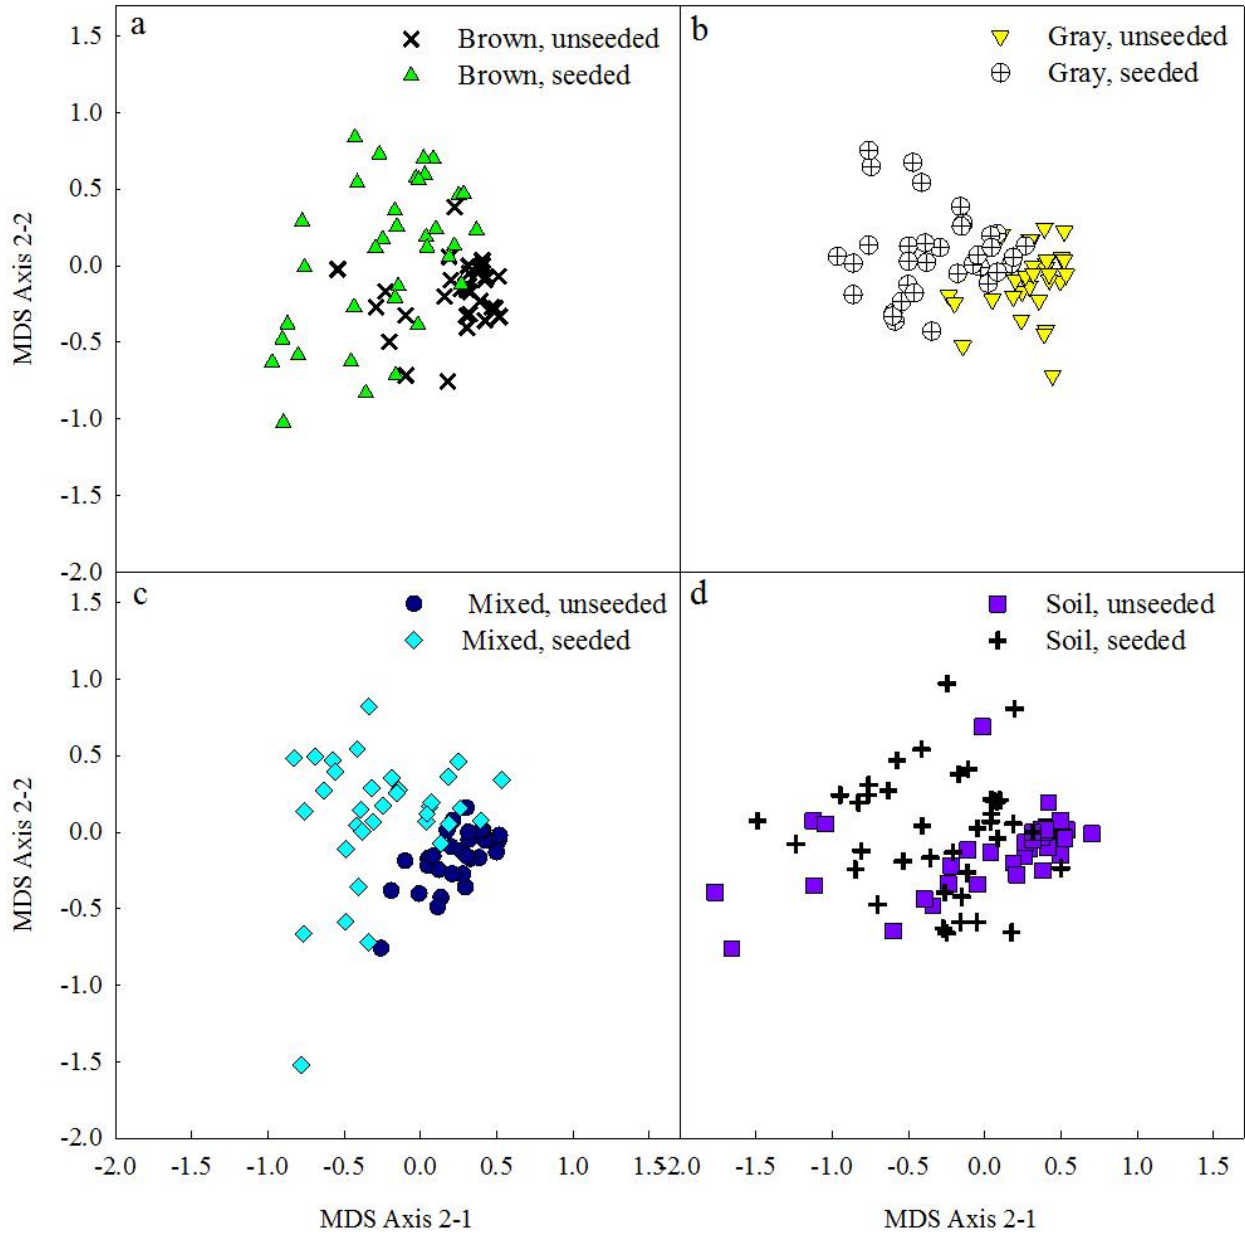 a
Brown, unseeded
Brown, seeded
b
Gray, unseeded
Gray, seeded
1.5
1.0
0.5
0.0
-0.5
-1.0
-1.5
-2.0
MDS Axis 2-2
c
Mixed, unseeded
Mixed, seeded
d
Soil, unseeded
Soil, seeded
1.5
1.0
0.5
0.0
-0.5
-1.0
-1.5
-2.0
MDS Axis 2-2
-2.0 -1.5 -1.0 -0.5 0.0 0.5 1.0 1.5
-2.0 -1.5 -1.0 -0.5 0.0 0.5 1.0 1.5
MDS Axis 2-1
MDS Axis 2-1